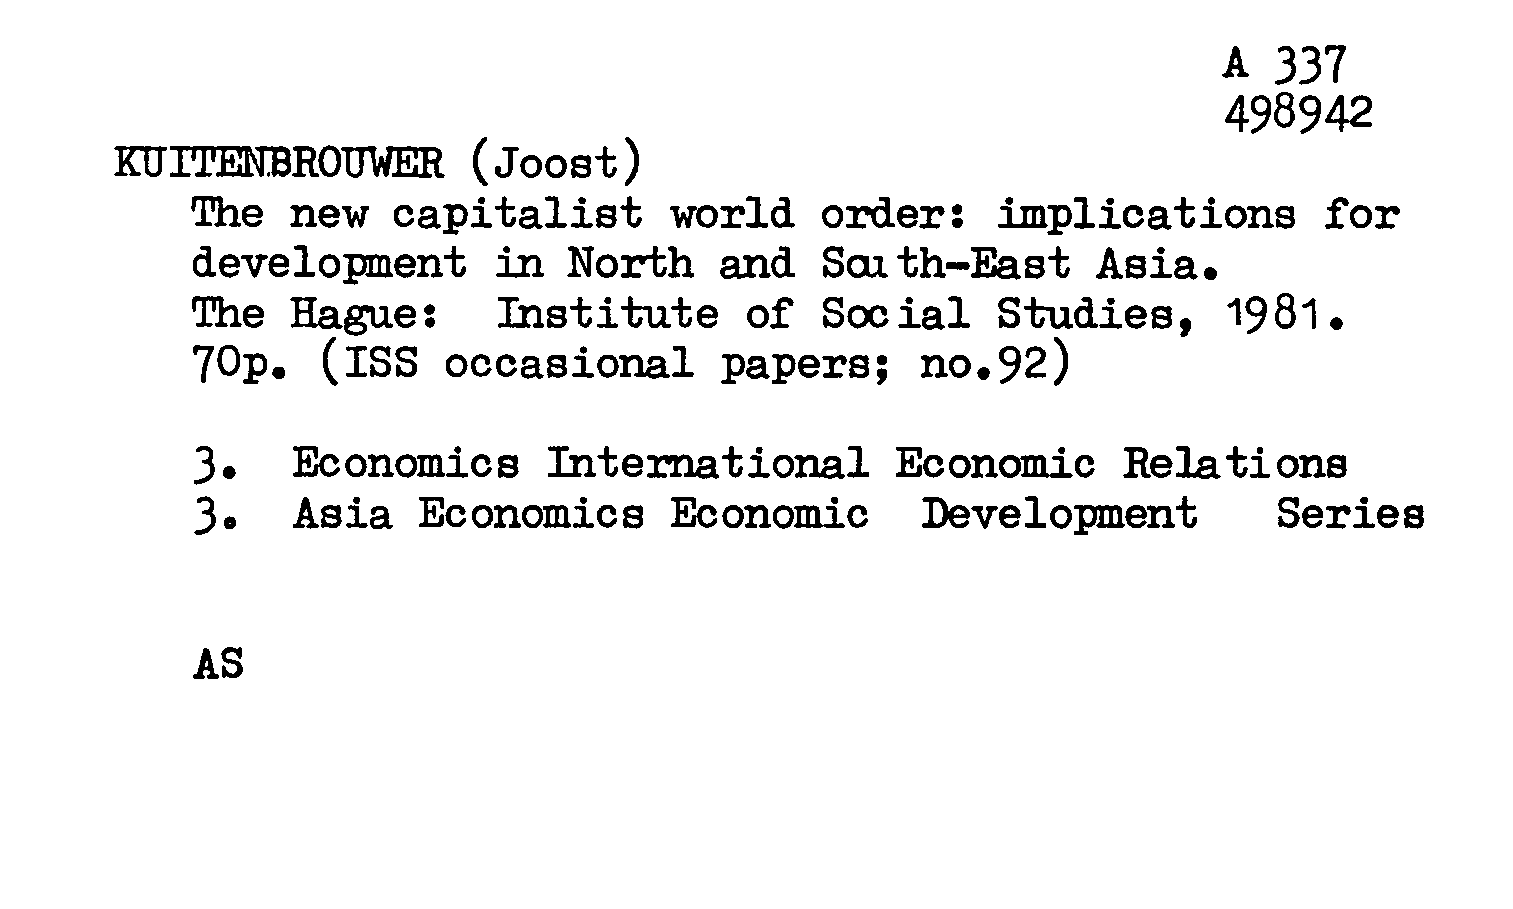 A 337
498942
KUITENBROUWER (Joost)
The new capitalist world order: implications for
development in North and South-East Asia.
The Hague: Institute of Social Studies, 1981.
70p. (ISS occasional papers; no.92)
3. Economics International Economic Relations
3. Asia Economics Economic Development Series
AS